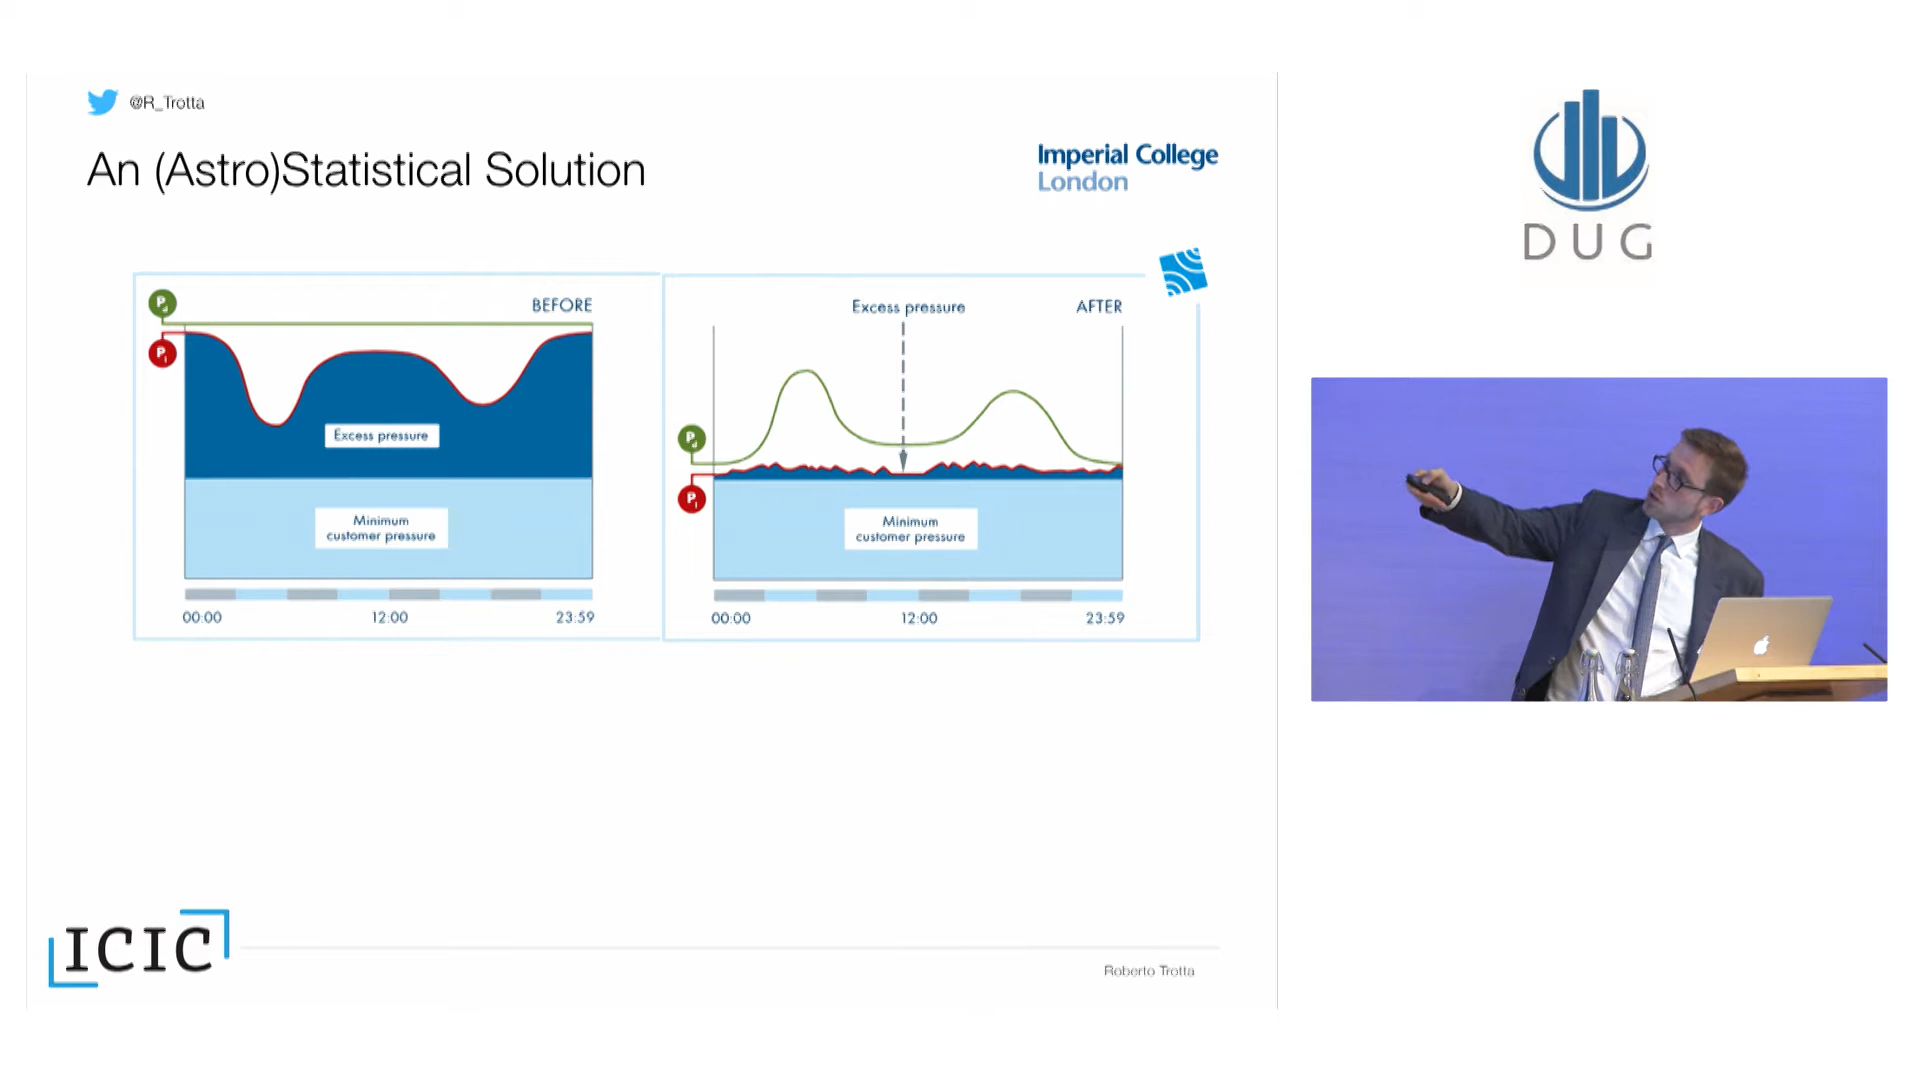 @R_Trotta
An (Astro)Statistical Solution
Imperial College
London
BEFORE
Excess pressure
Minimum
customer pressure
00:00
12:00
23:59
Excess pressure
AFTER
Minimum
customer pressure
00:00
12:00
23:59
ICIC
Roberto Trotta
DUG